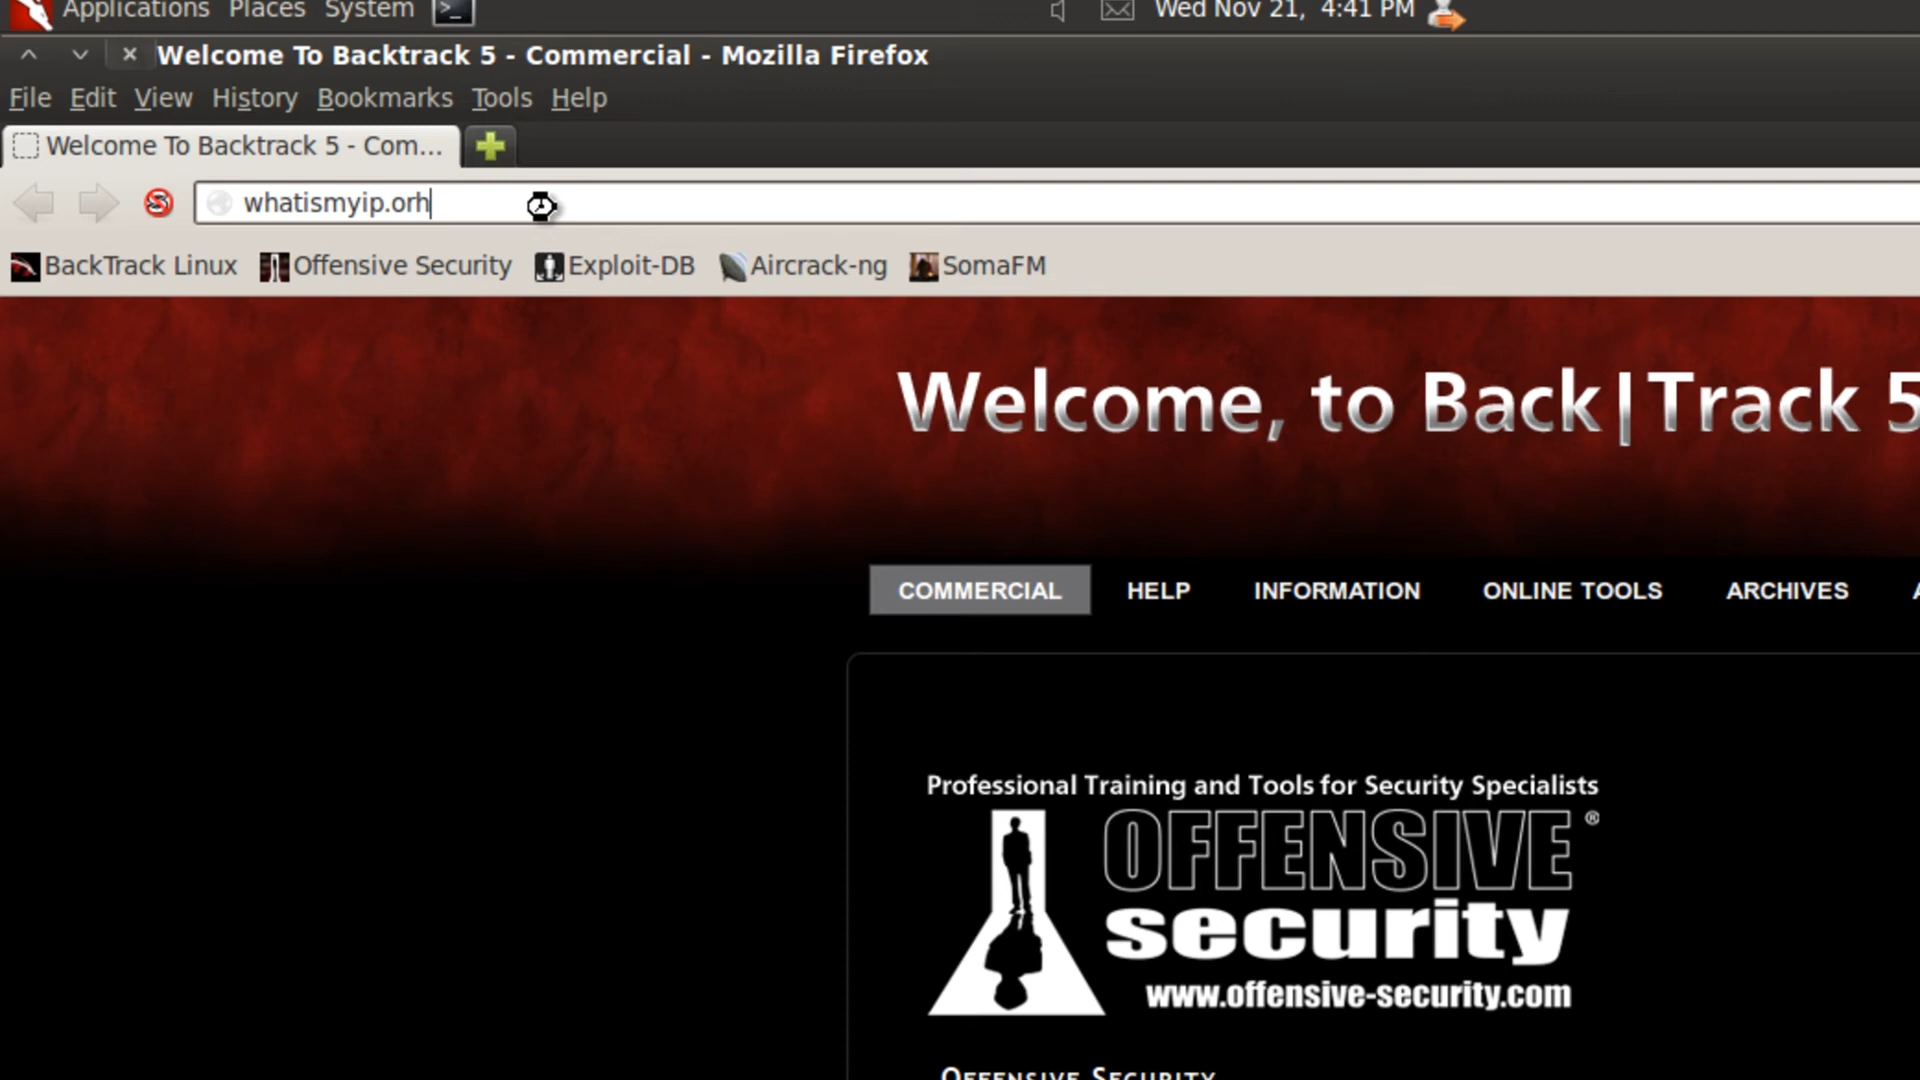 Applications Places System Wed Nov 21, 4:41 PM
Welcome To Backtrack 5 - Commercial - Mozilla Firefox
File Edit View History Bookmarks Tools Help
Welcome To Backtrack 5 - Com...
whatismyip.orh
BackTrack Linux Offensive Security Exploit-DB Aircrack-ng SomaFM
Welcome, to Back|Track 5
COMMERCIAL HELP INFORMATION ONLINE TOOLS ARCHIVES A
Professional Training and Tools for Security Specialists
OFFENSIVE®
security
www.offensive-security.com
OFFENSIVE SECURITY